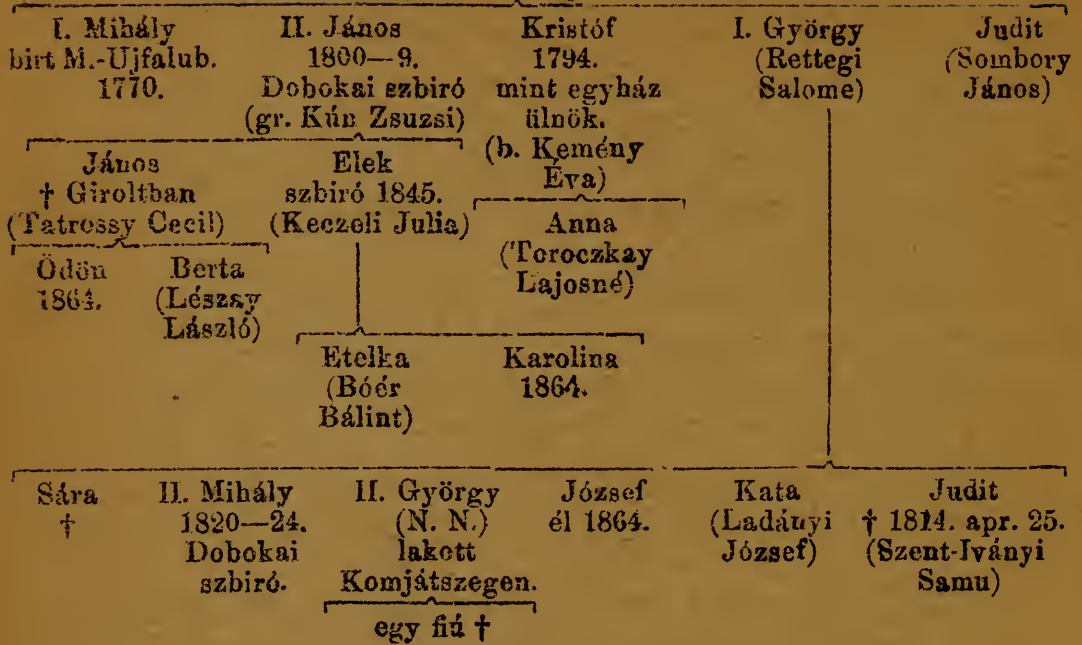 I. Mihály II. János Kristóf I. György Judit
birt M.-Ujfalub. 1800—9. 1794. (Rettegi (Sombory
1770. Dobokai szbiró mint egyház Salome) János)
(gr. Kún Zsuzsi) ülnök.
(b. Kemény
Éva)
János Elek
† Giroltban szbiró 1845.
(Tatrossy Cecil) (Keczeli Julia)
Anna
(Toroczkay
Lajosné)
Ödön Berta
1864. (Lészay
László)
Etelka Karolina
(Bóér 1864.
Bálint)
Sára II. Mihály II. György József Kata Judit
† 1820—24. (N. N.) él 1864. (Ladányi † 1814. apr. 25.
Dobokai lakott József) (Szent-Iványi
szbiró. Komjátszegen. Samu)
egy fiú †